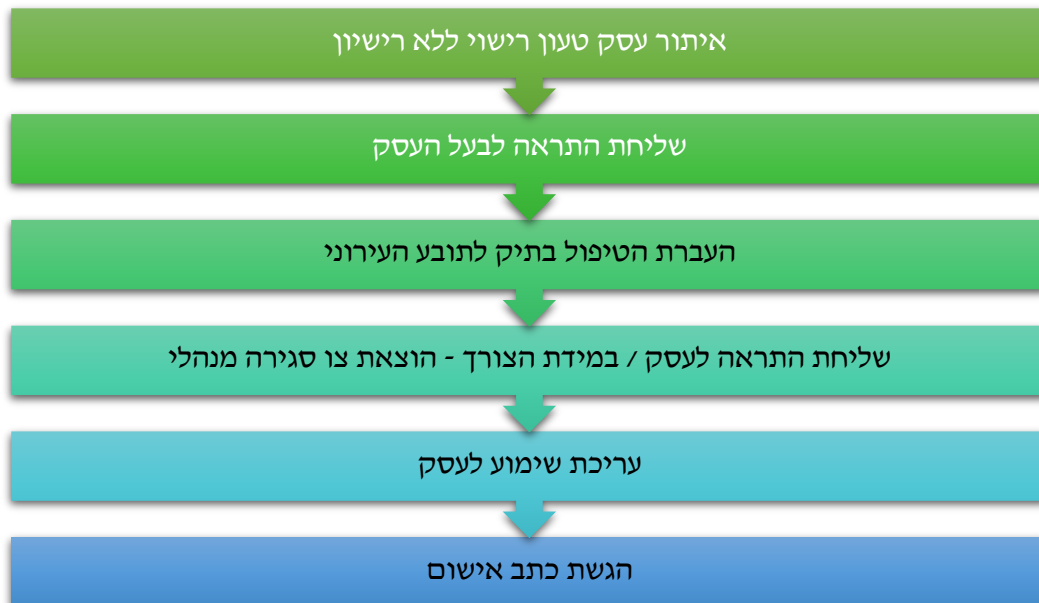 איתור עסק טעון רישוי ללא רישיון
שליחת התראה לבעל העסק
העברת הטיפול בתיק לתובע העירוני
שליחת התראה לעסק / במידת הצורך - הוצאת צו סגירה מנהלי
עריכת שימוע לעסק
הגשת כתב אישום